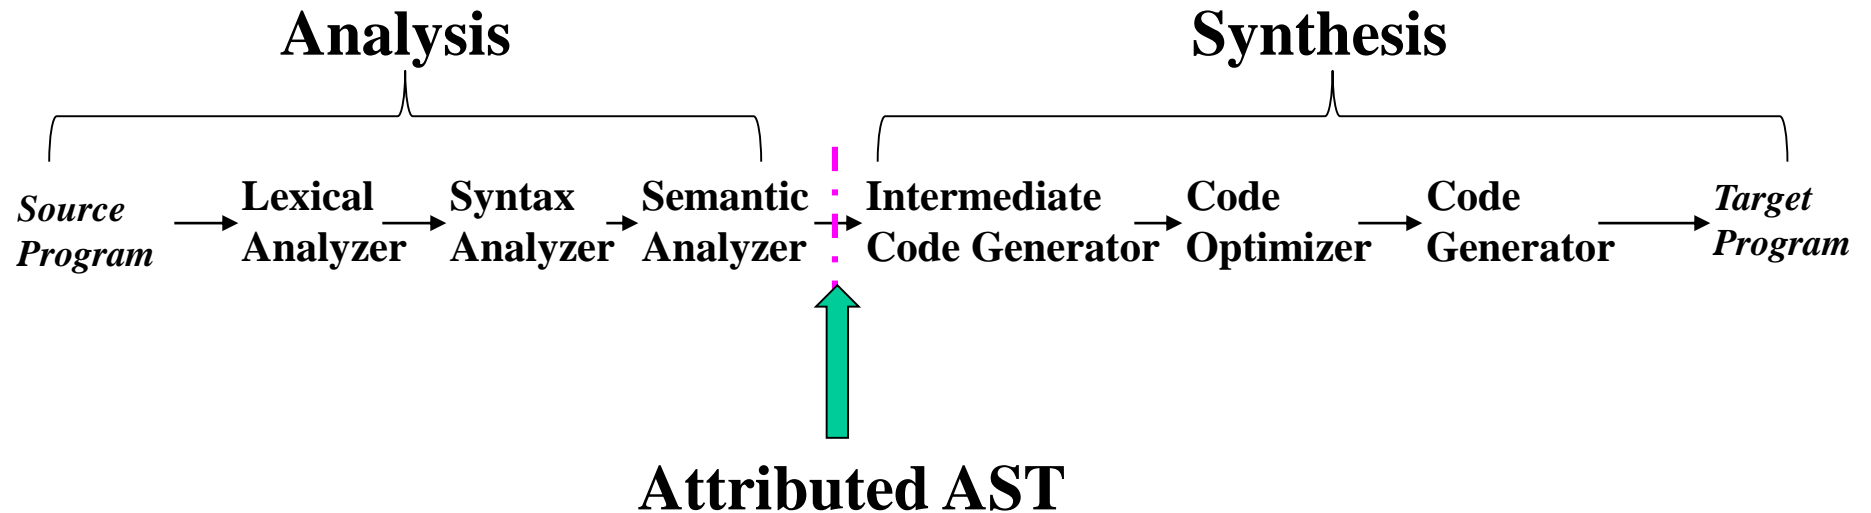 Analysis
Synthesis
Source
Program
Lexical
Analyzer
Syntax
Analyzer
Semantic
Analyzer
Intermediate
Code Generator
Code
Optimizer
Code
Generator
Target
Program
Attributed AST